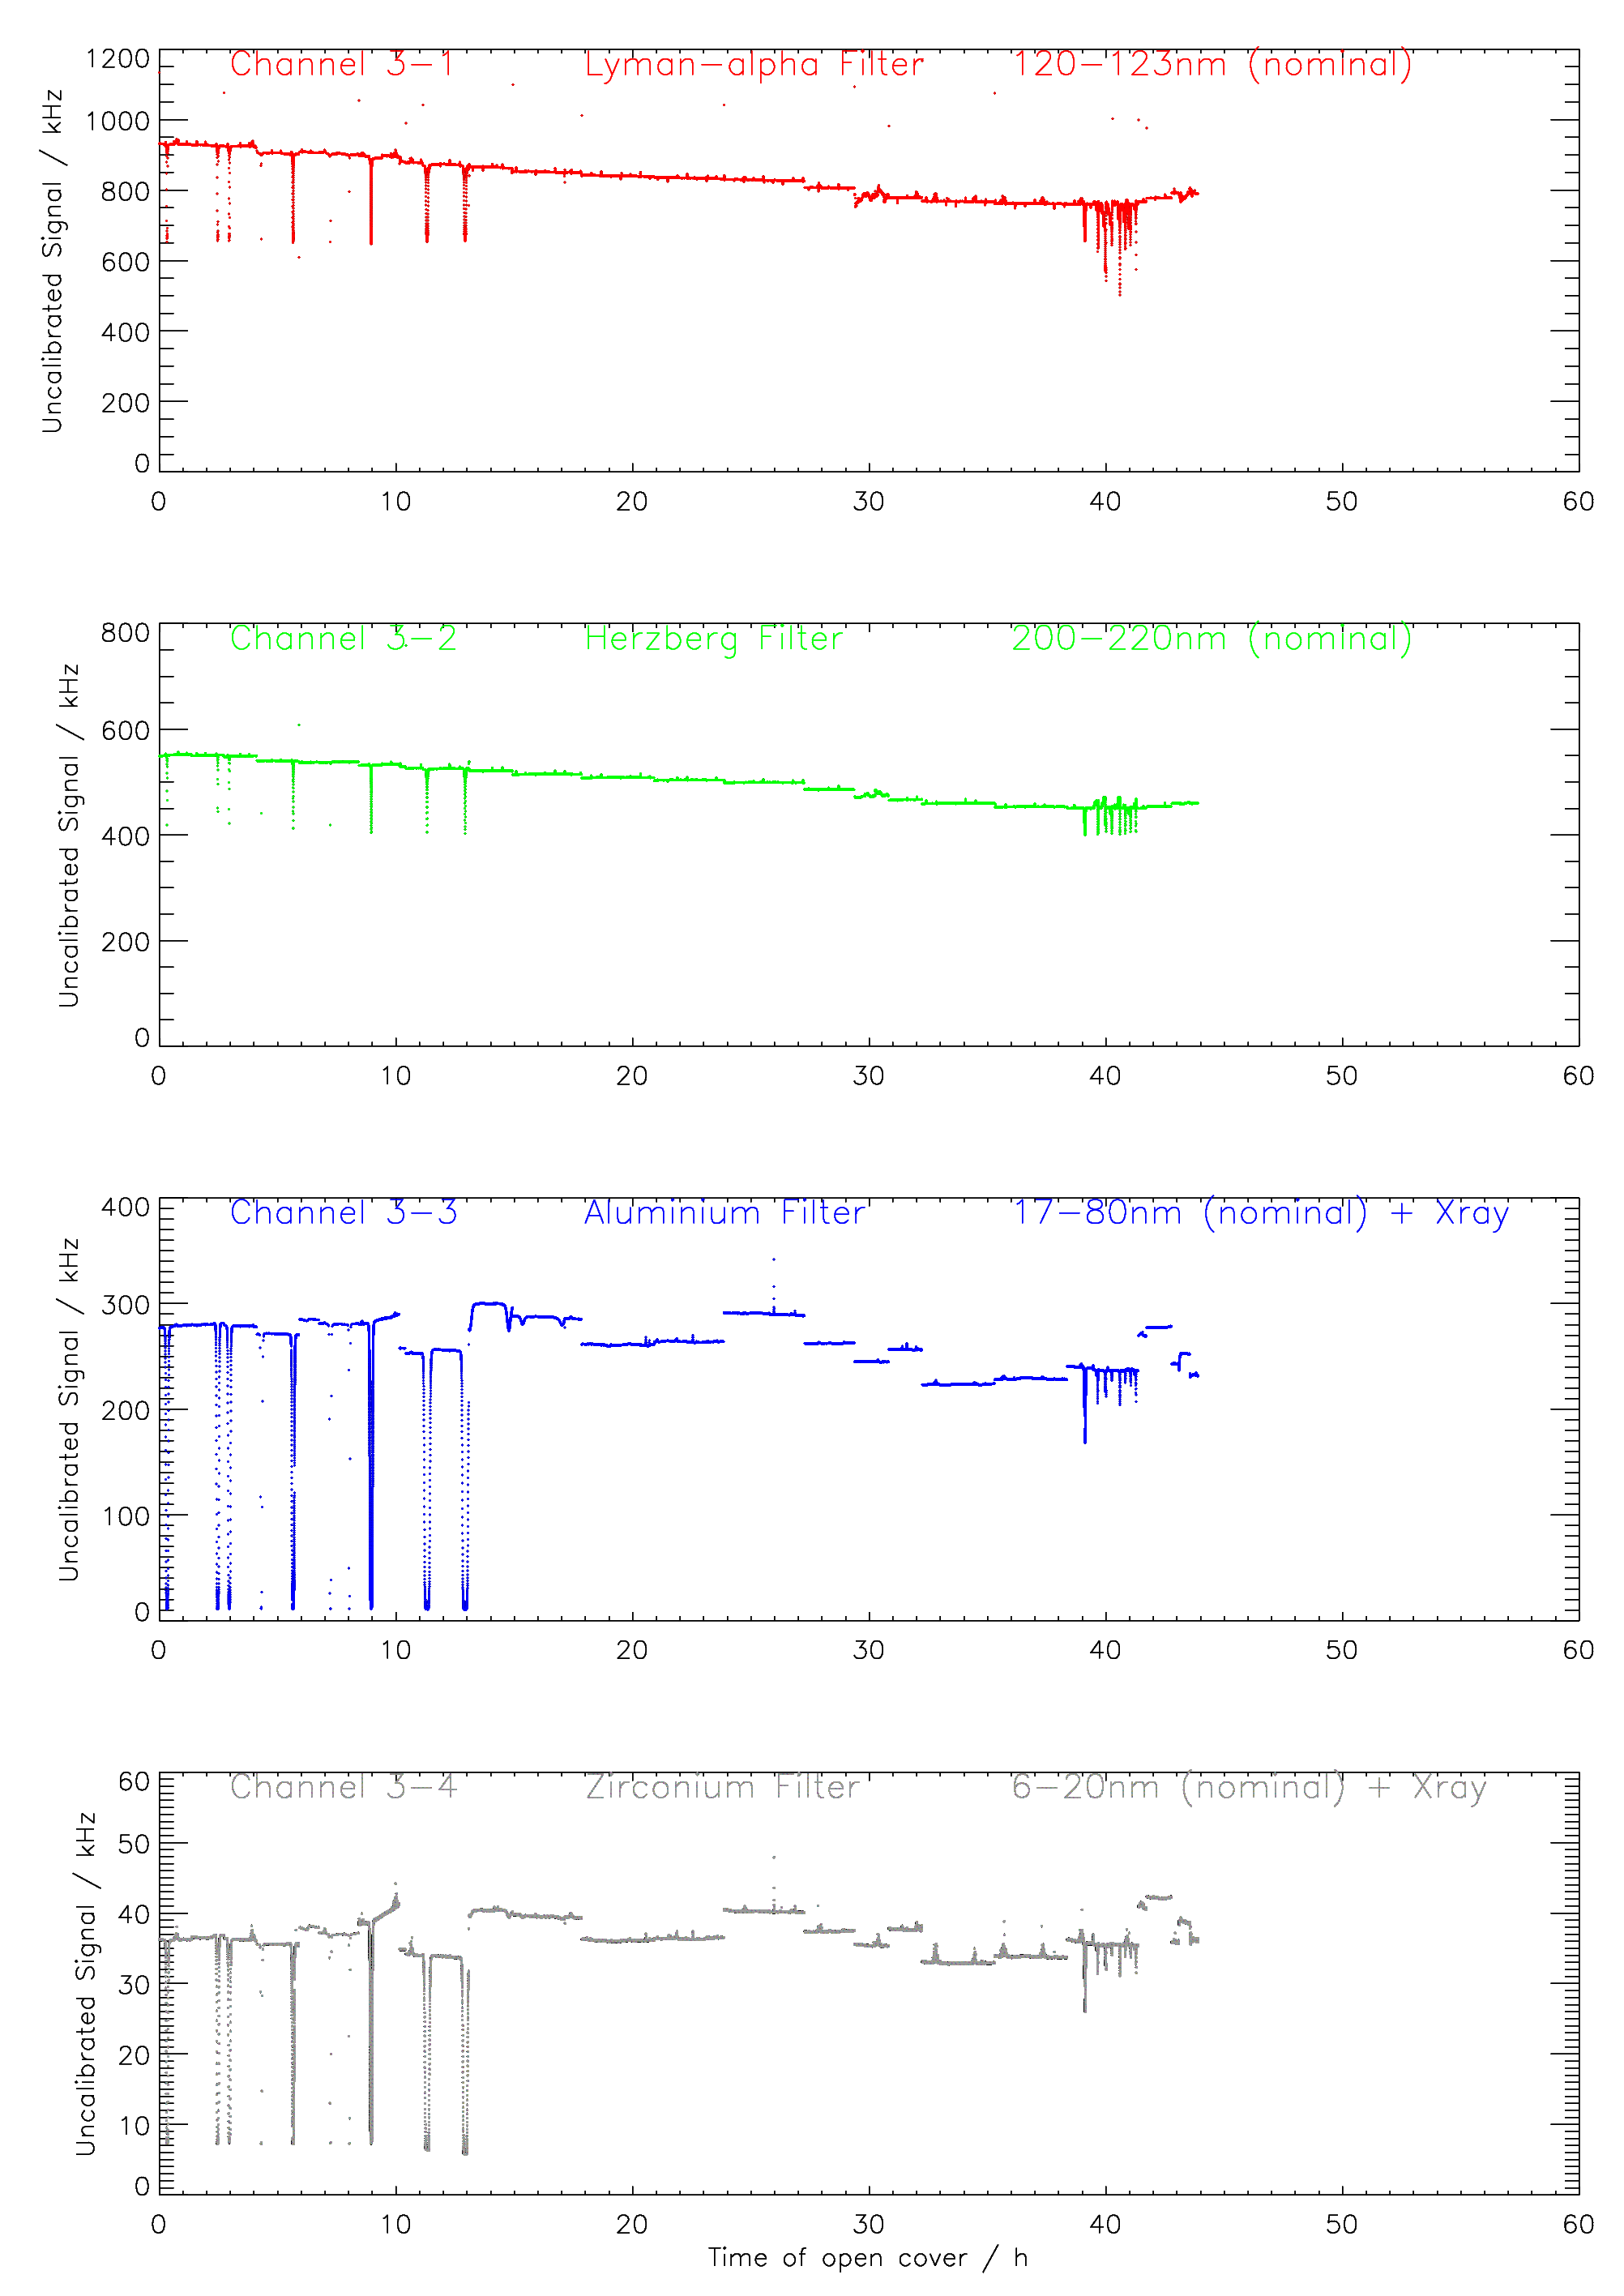 Channel 3-1 Lyman-alpha Filter 120-123nm (nominal)
Uncalibrated Signal / kHz
1200
1000
800
600
400
200
0
0 10 20 30 40 50 60
Channel 3-2 Herzberg Filter 200-220nm (nominal)
Uncalibrated Signal / kHz
800
600
400
200
0
0 10 20 30 40 50 60
Channel 3-3 Aluminium Filter 17-80nm (nominal) + Xray
Uncalibrated Signal / kHz
400
300
200
100
0
0 10 20 30 40 50 60
Channel 3-4 Zirconium Filter 6-20nm (nominal) + Xray
Uncalibrated Signal / kHz
60
50
40
30
20
10
0
0 10 20 30 40 50 60
Time of open cover / h